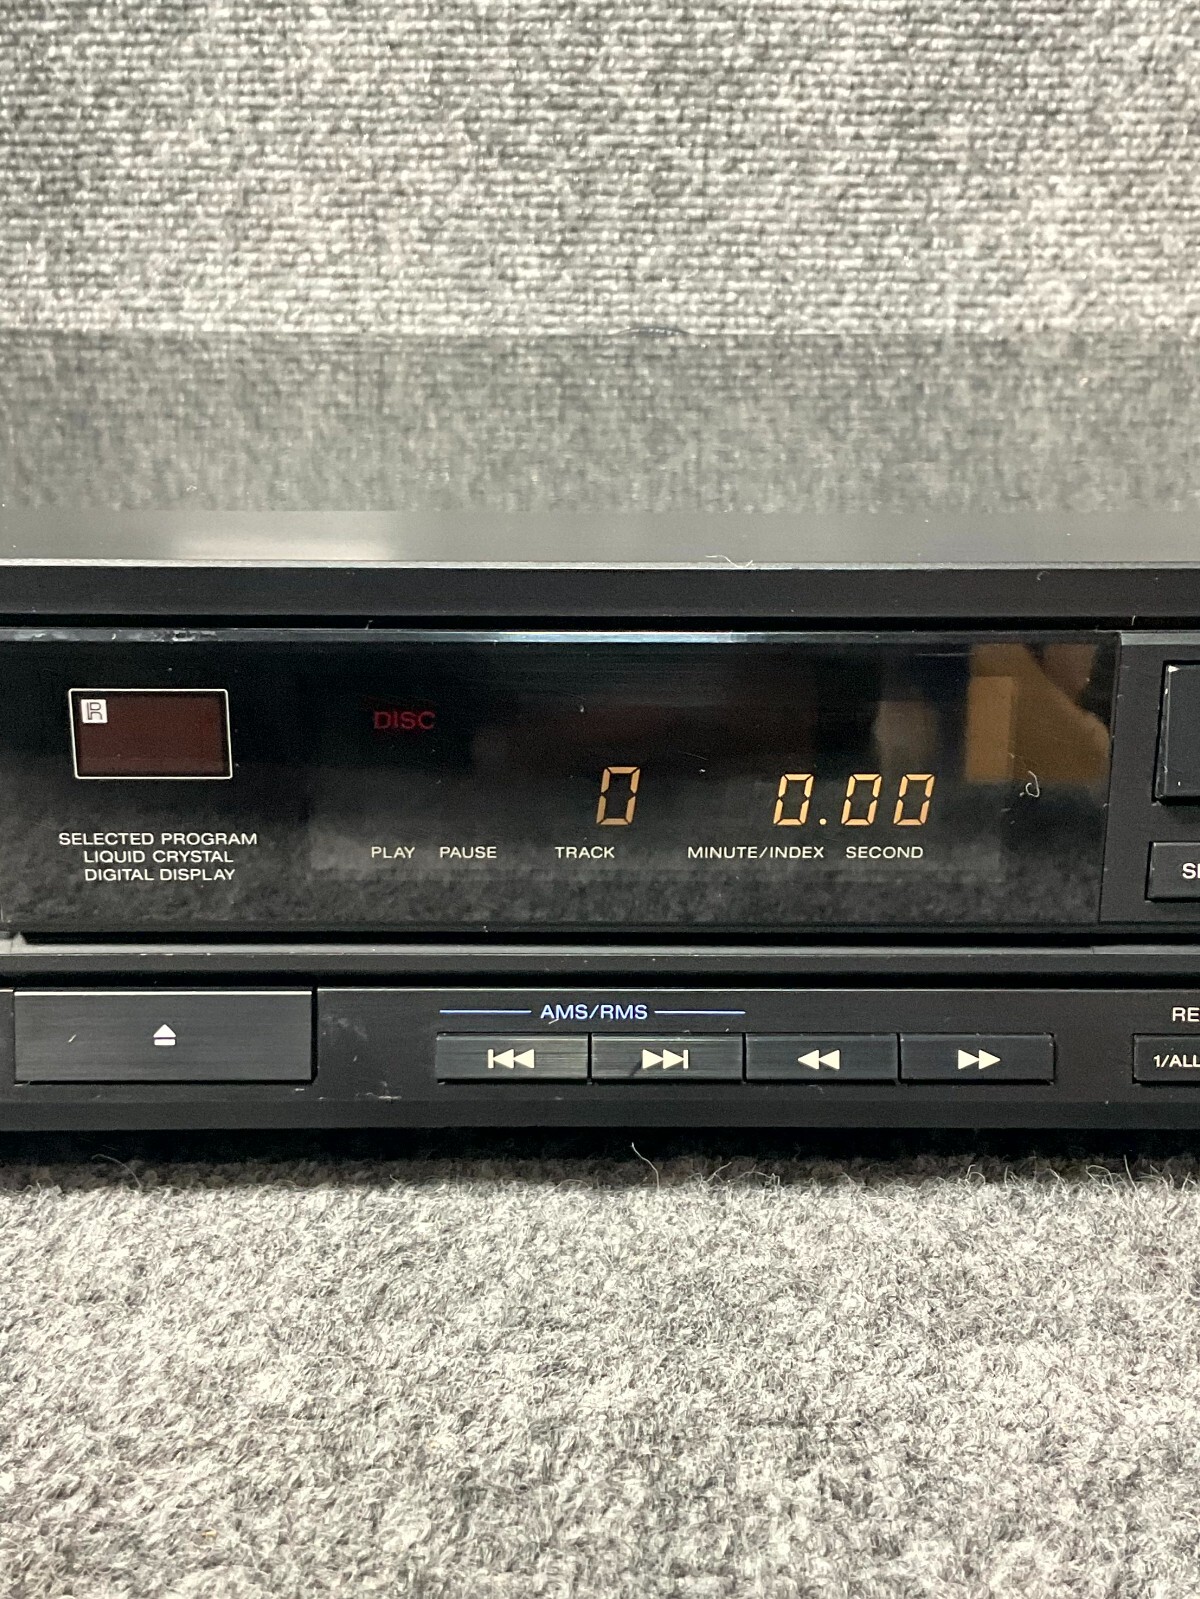 R
DISC
0 0.00
SELECTED PROGRAM
LIQUID CRYSTAL
DIGITAL DISPLAY
PLAY PAUSE TRACK MINUTE/INDEX SECOND
AMS/RMS
1/ALL